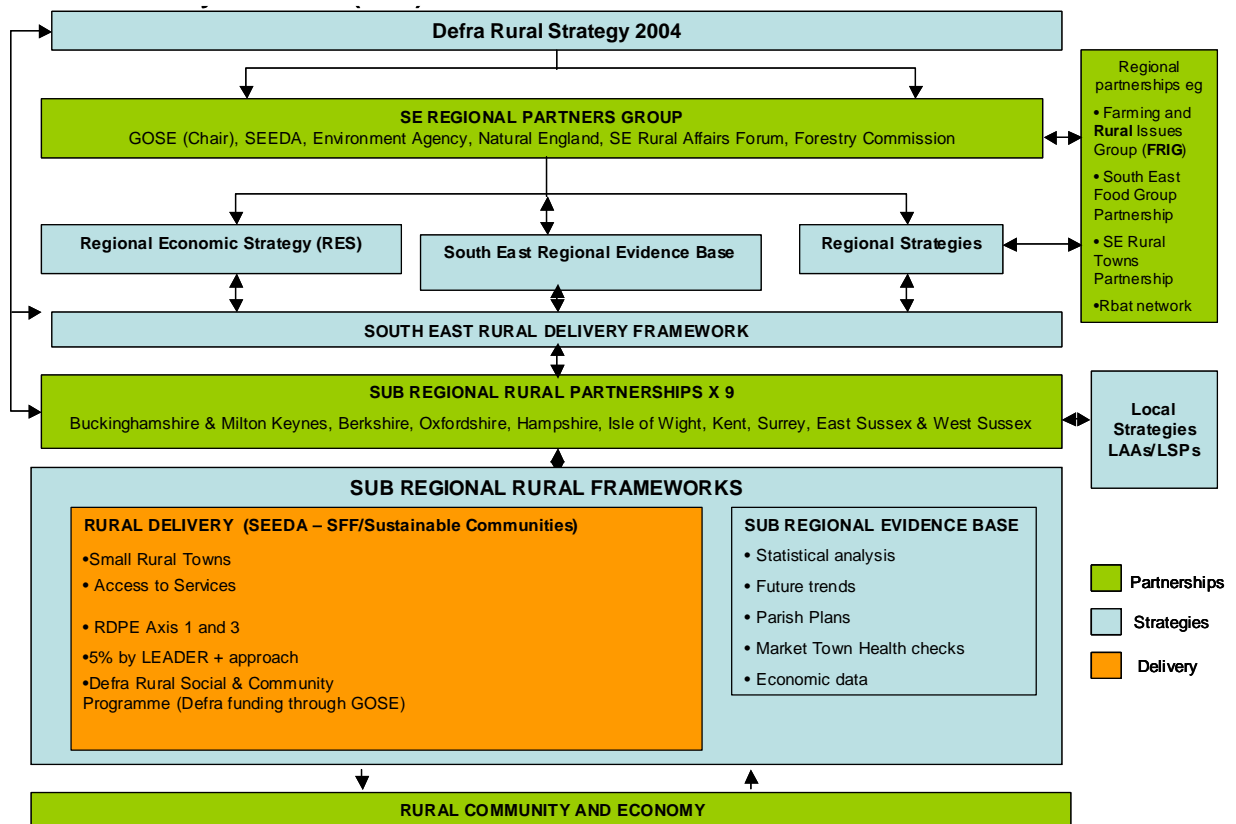 Defra Rural Strategy 2004
SE REGIONAL PARTNERS GROUP
GOSE (Chair), SEEDA, Environment Agency, Natural England, SE Rural Affairs Forum, Forestry Commission
Regional
partnerships eg
• Farming and
Rural Issues
Group (FRIG)
• South East
Food Group
Partnership
• SE Rural
Towns
Partnership
•Rbat network
Regional Economic Strategy (RES)
South East Regional Evidence Base
Regional Strategies
SOUTH EAST RURAL DELIVERY FRAMEWORK
SUB REGIONAL RURAL PARTNERSHIPS X 9
Buckinghamshire & Milton Keynes, Berkshire, Oxfordshire, Hampshire, Isle of Wight, Kent, Surrey, East Sussex & West Sussex
Local
Strategies
LAAs/LSPs
SUB REGIONAL RURAL FRAMEWORKS
RURAL DELIVERY (SEEDA – SFF/Sustainable Communities)
•Small Rural Towns
• Access to Services
• RDPE Axis 1 and 3
•5% by LEADER + approach
•Defra Rural Social & Community
Programme (Defra funding through GOSE)
SUB REGIONAL EVIDENCE BASE
• Statistical analysis
• Future trends
• Parish Plans
• Market Town Health checks
• Economic data
Partnerships
Strategies
Delivery
RURAL COMMUNITY AND ECONOMY